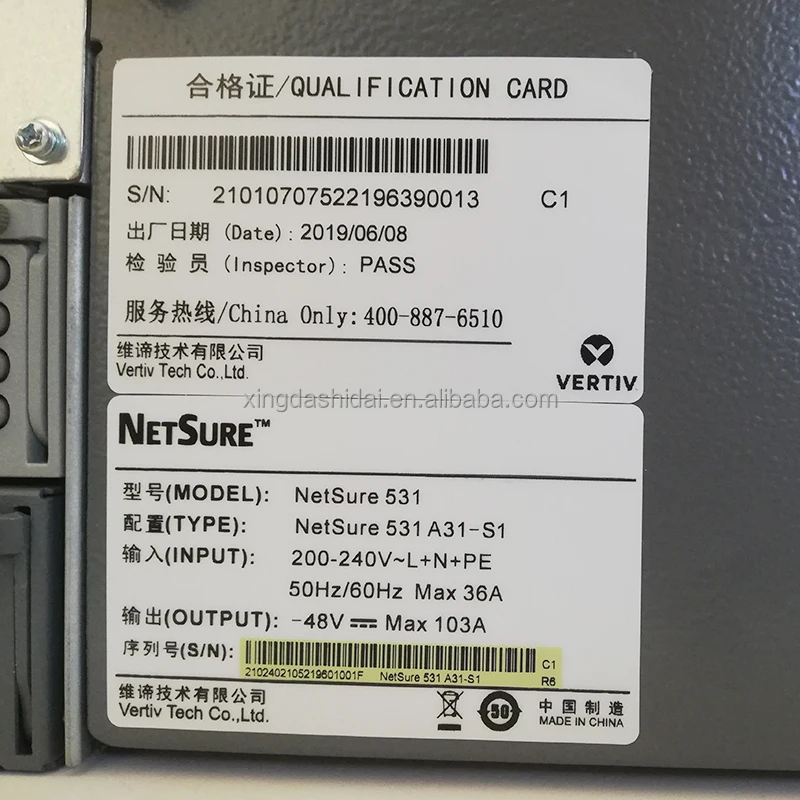 合格证/QUALIFICATION CARD
S/N: 21010707522196390013 C1
出厂日期 (Date): 2019/06/08
检 验 员 (Inspector): PASS
服务热线/China Only: 400-887-6510
维谛技术有限公司
Vertiv Tech Co.,Ltd.
VERTIV
xingdashidai.en.alibaba.com
NETSURE™
型号(MODEL): NetSure 531
配置(TYPE): NetSure 531 A31-S1
输入(INPUT): 200-240V~L+N+PE
50Hz/60Hz Max 36A
输出(OUTPUT): -48V⎓ Max 103A
序列号(S/N): C1
2102402105219601001F NetSure 531 A31-S1 R6
维谛技术有限公司
Vertiv Tech Co.,Ltd.
50
中国制造
MADE IN CHINA